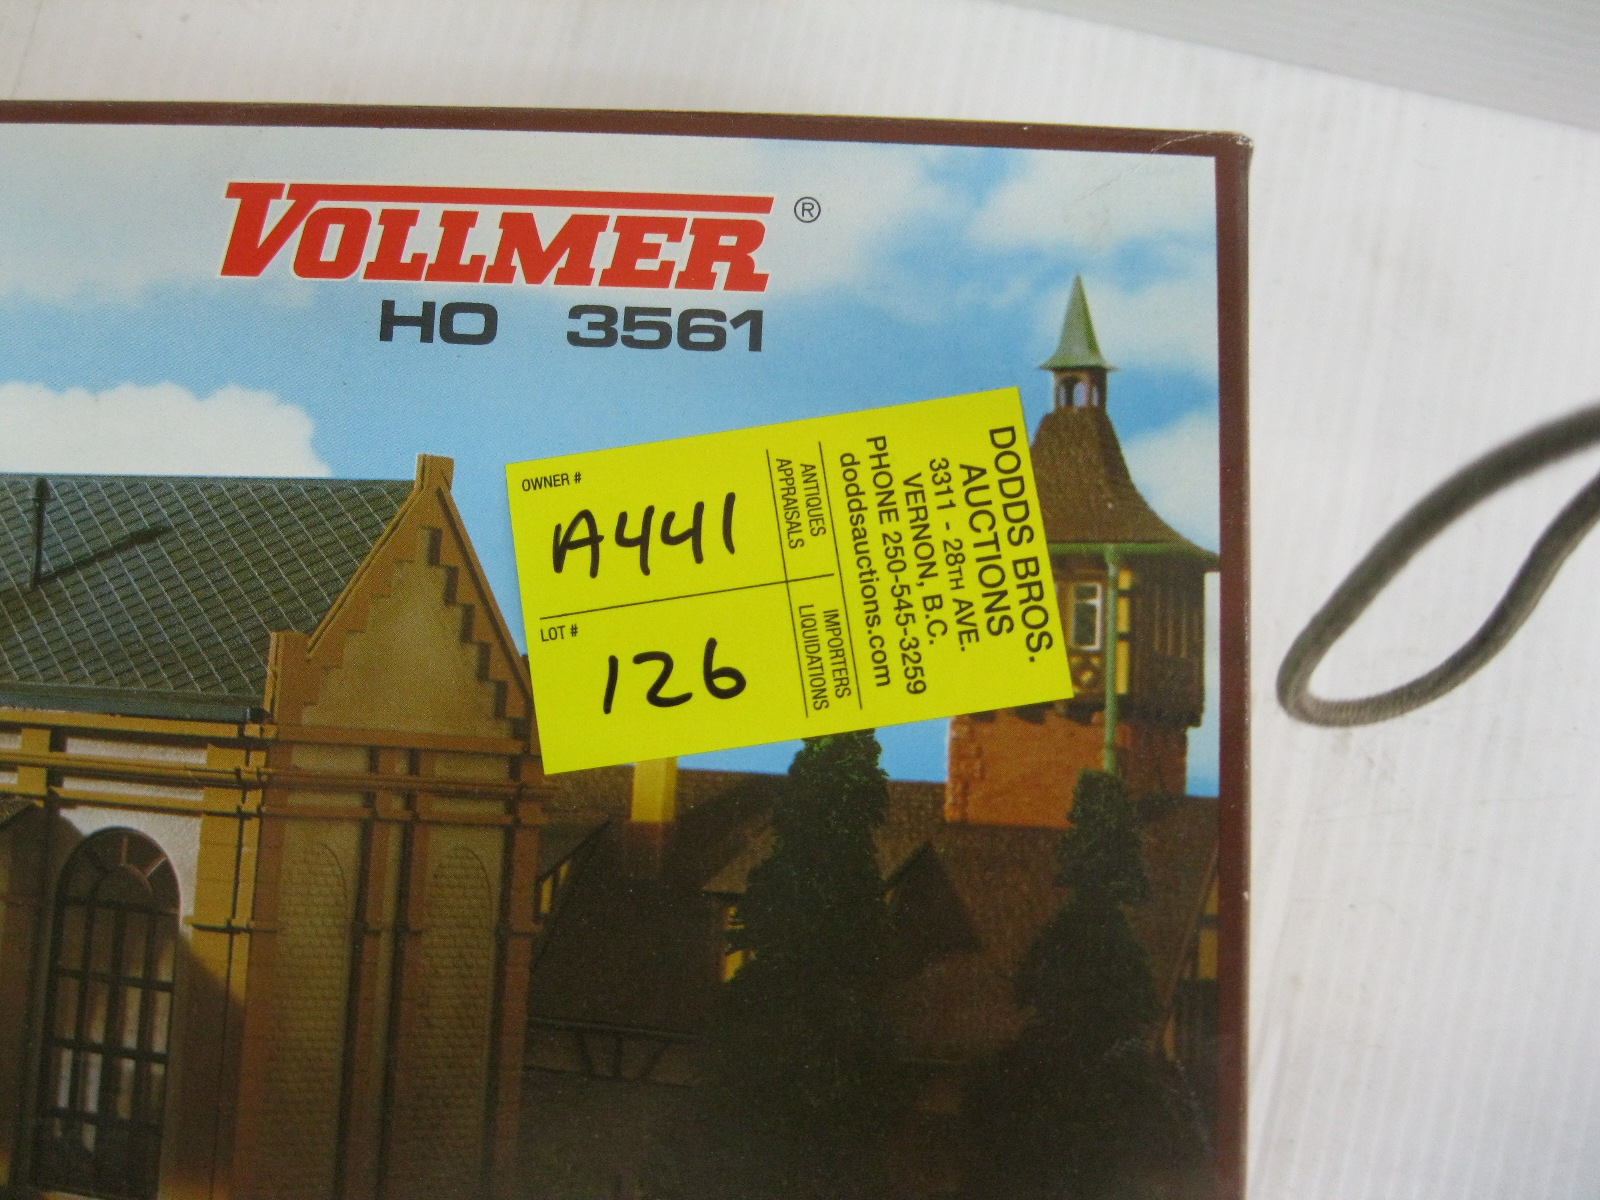 VOLLMER ®
HO 3561
OWNER #
A441
LOT #
126
ANTIQUES
APPRAISALS
IMPORTERS
LIQUIDATIONS
DODDS BROS.
AUCTIONS
3311 - 28TH AVE.
VERNON, B.C.
PHONE 250-545-3259
doddsauctions.com